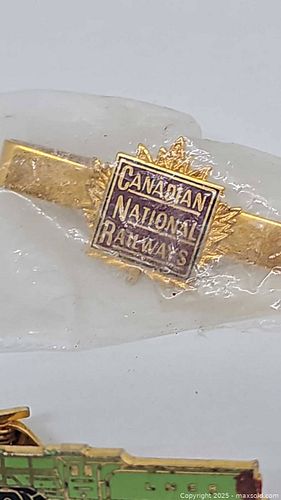 CANADIAN
NATIONAL
RAILWAYS
L N E R
Copyright 2025 - maxsold.com